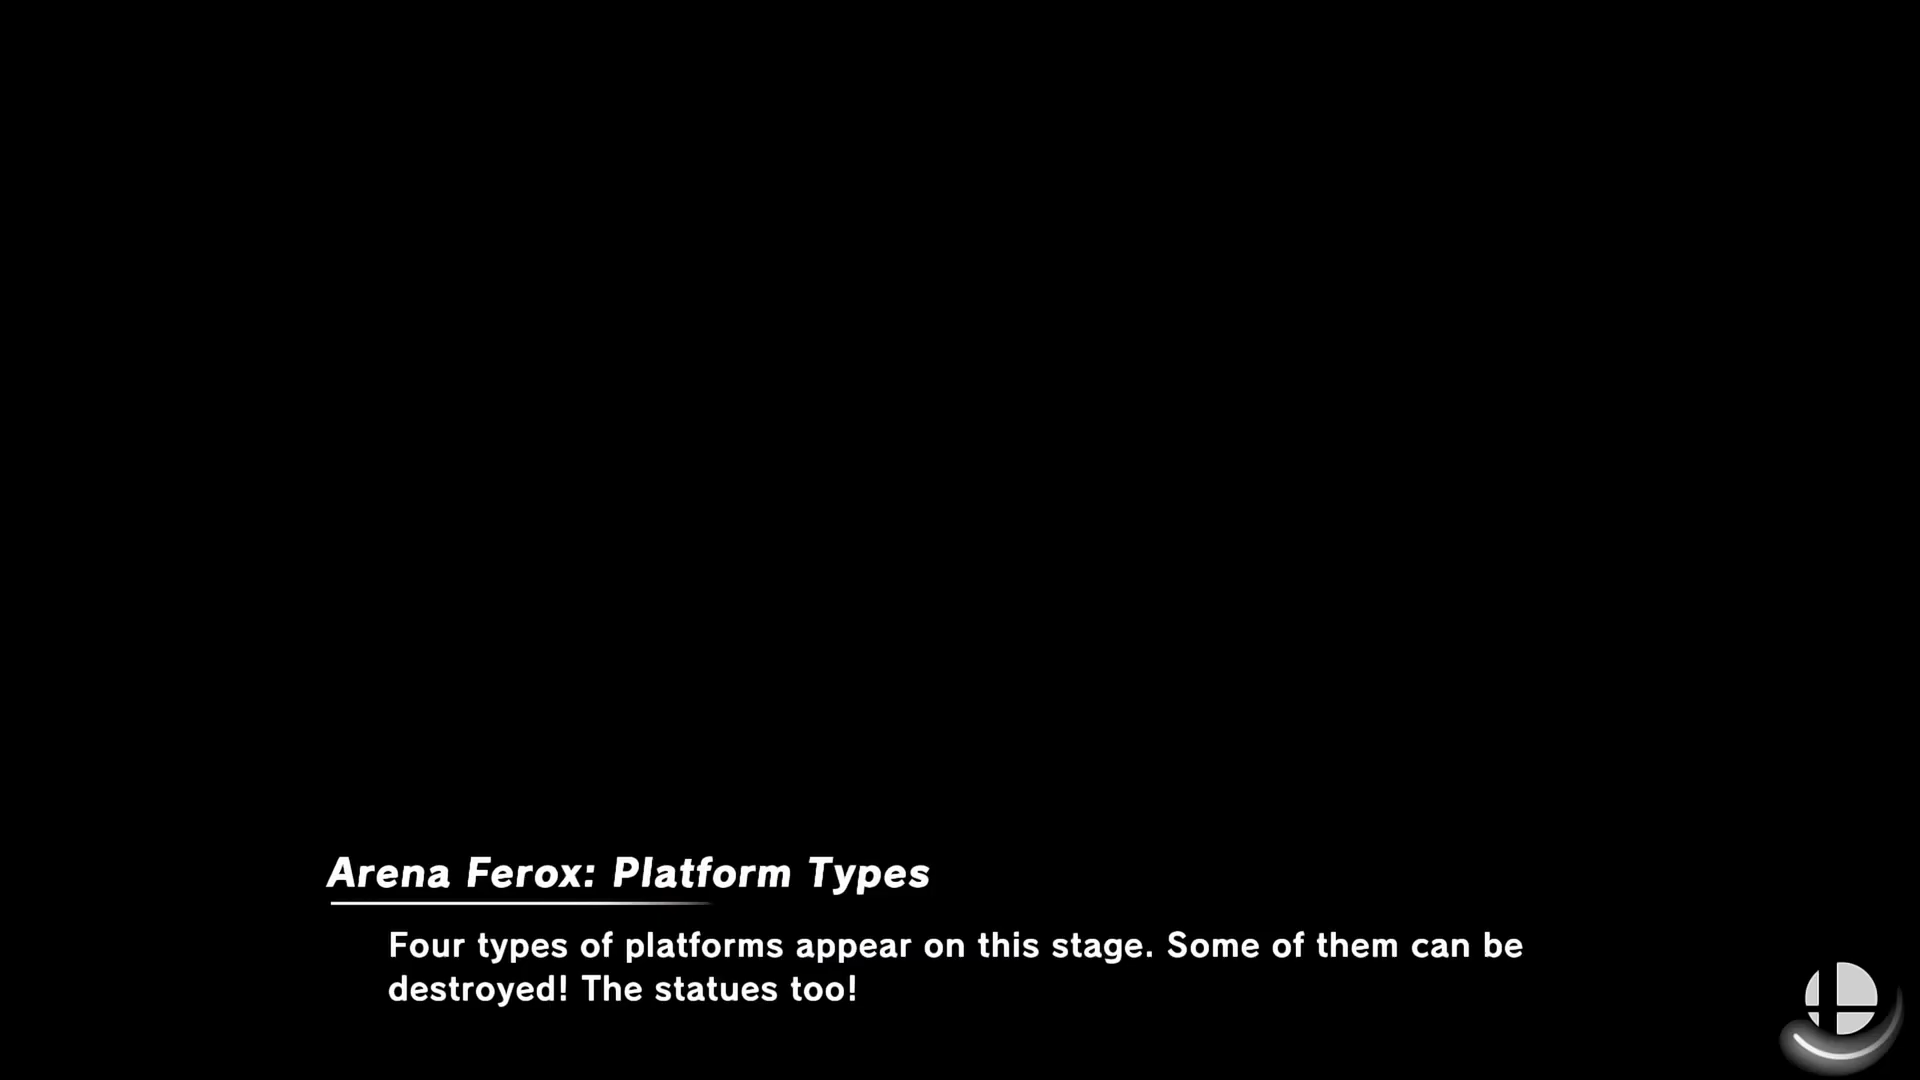 Arena Ferox: Platform Types
Four types of platforms appear on this stage. Some of them can be
destroyed! The statues too!